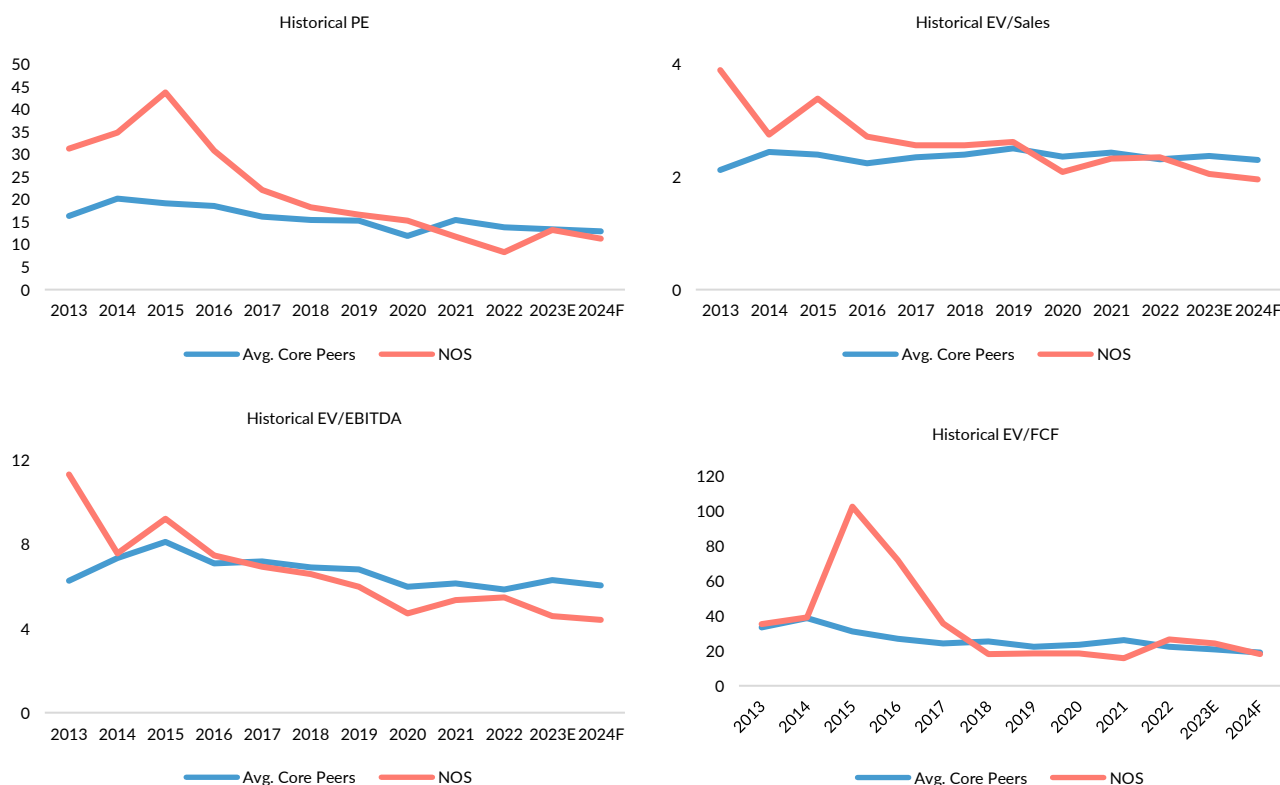 Historical PE
50
45
40
35
30
25
20
15
10
5
0
2013 2014 2015 2016 2017 2018 2019 2020 2021 2022 2023E 2024F
Avg. Core Peers NOS
Historical EV/Sales
4
2
0
2013 2014 2015 2016 2017 2018 2019 2020 2021 2022 2023E 2024F
Avg. Core Peers NOS
Historical EV/EBITDA
12
8
4
0
2013 2014 2015 2016 2017 2018 2019 2020 2021 2022 2023E 2024F
Avg. Core Peers NOS
Historical EV/FCF
120
100
80
60
40
20
0
2013 2014 2015 2016 2017 2018 2019 2020 2021 2022 2023E 2024F
Avg. Core Peers NOS